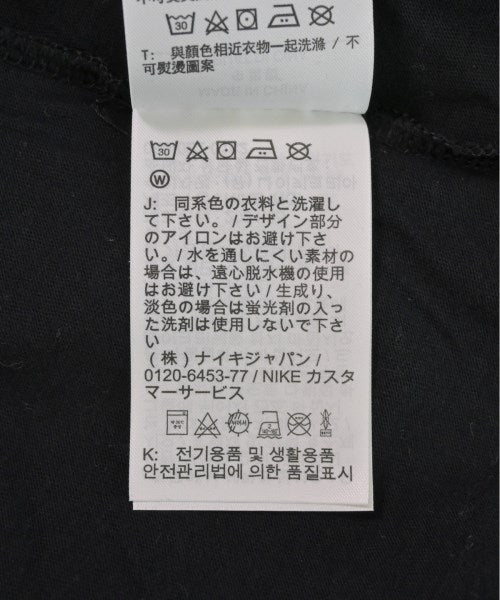 30
T: 與顏色相近衣物一起洗滌 / 不
可熨燙圖案
30
W
J: 同系色の衣料と洗濯し
て下さい。/ デザイン部分
のアイロンはお避け下さ
い。/ 水を通しにくい素材の
場合は、遠心脱水機の使用
はお避け下さい / 生成り、
淡色の場合は蛍光剤の入っ
た洗剤は使用しないで下さ
い
(株) ナイキジャパン /
0120-6453-77 / NIKE カスタ
マーサービス
K: 전기용품 및 생활용품
안전관리법에 의한 품질표시